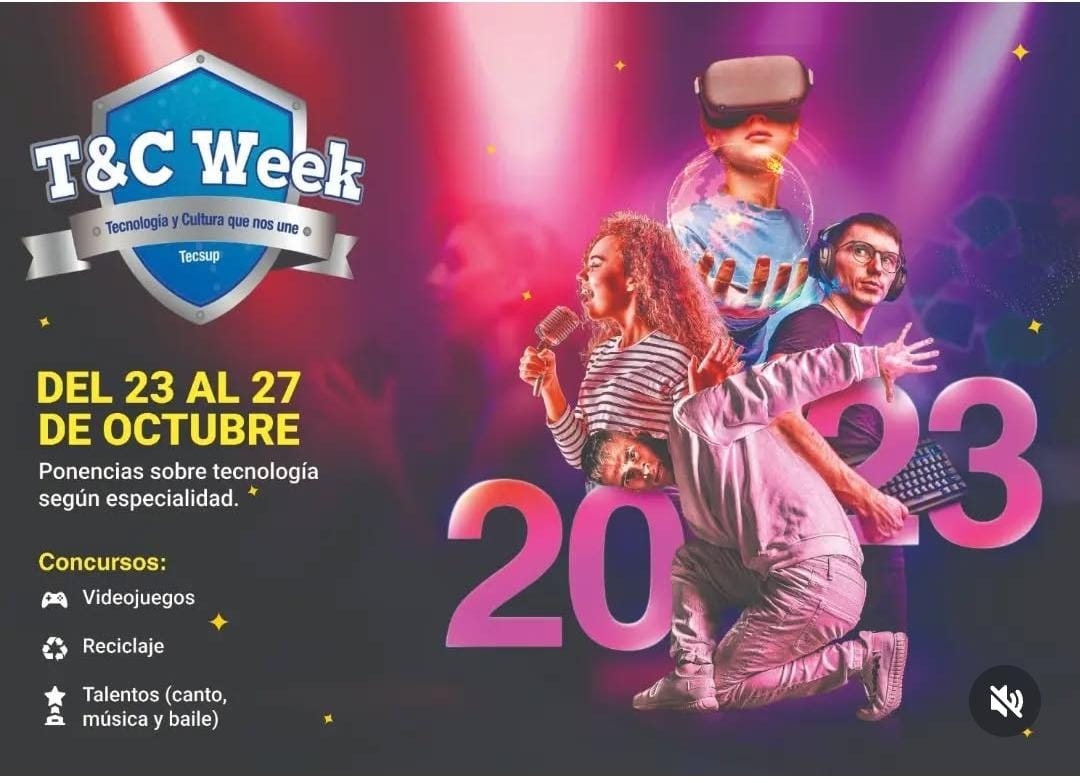 T&C Week
Tecnología y Cultura que nos une
Tecsup
DEL 23 AL 27
DE OCTUBRE
Ponencias sobre tecnología
según especialidad.
Concursos:
Videojuegos
Reciclaje
Talentos (canto,
música y baile)
2023